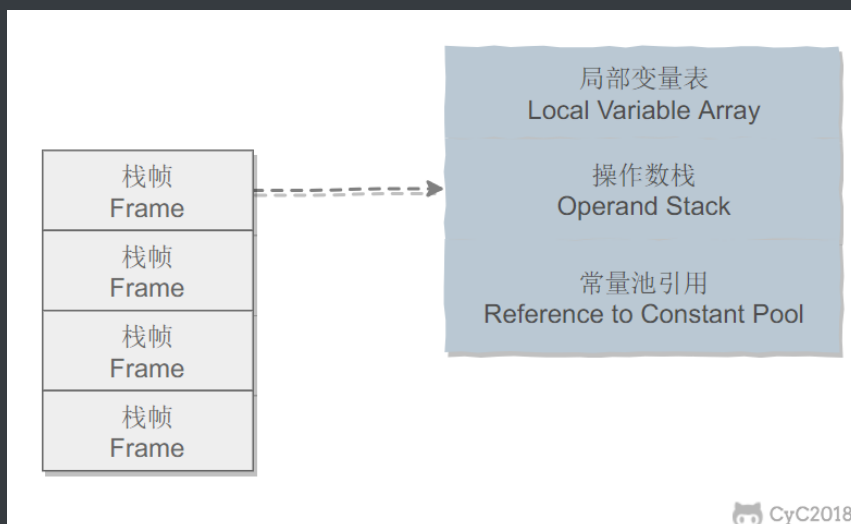 局部变量表
Local Variable Array
操作数栈
Operand Stack
常量池引用
Reference to Constant Pool
栈帧
Frame
栈帧
Frame
栈帧
Frame
栈帧
Frame
CyC2018